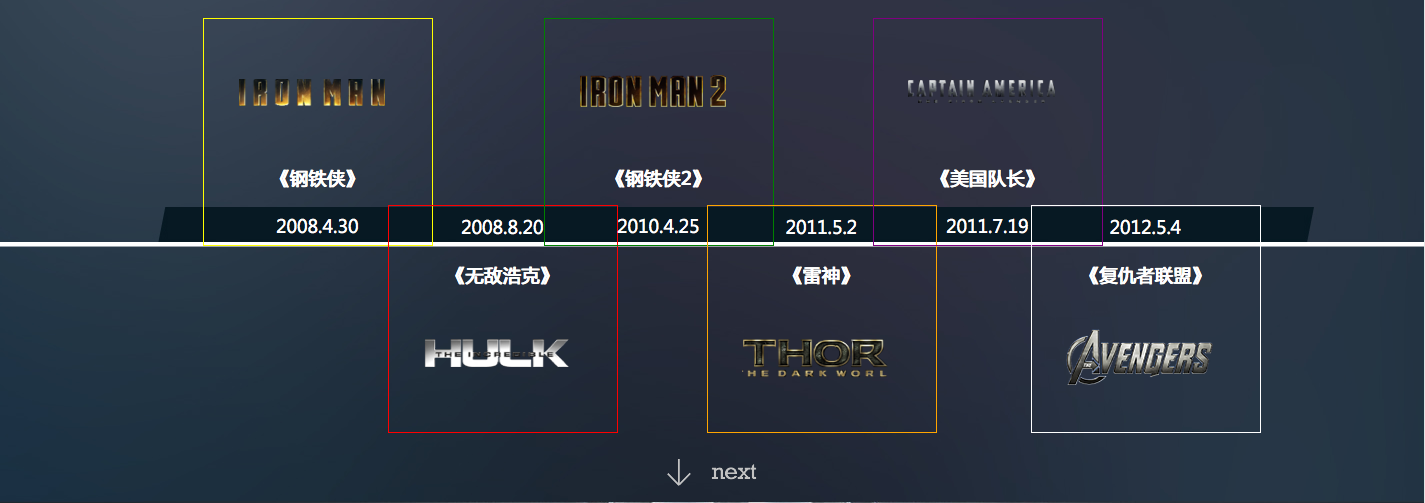 IRON MAN
《钢铁侠》
2008.4.30
IRON MAN 2
《钢铁侠2》
2010.4.25
CAPTAIN AMERICA
《美国队长》
2011.7.19
2008.8.20
《无敌浩克》
HULK
THE INCREDIBLE
2011.5.2
《雷神》
THOR
HE DARK WORL
2012.5.4
《复仇者联盟》
THE AVENGERS
next